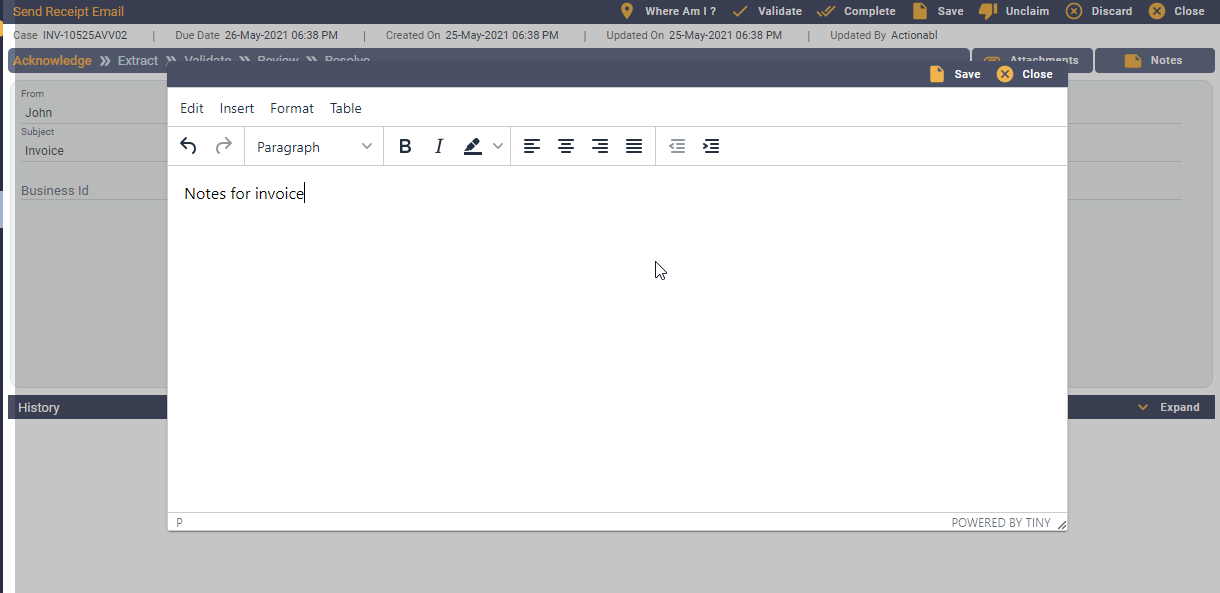 Send Receipt Email Where Am I ? Validate Complete Save Unclaim Discard Close
Case INV-10525AVV02 | Due Date 26-May-2021 06:38 PM | Created On 25-May-2021 06:38 PM | Updated On 25-May-2021 06:38 PM | Updated By Actionabl
Acknowledge Extract Validate Review Resolve Attachments Notes
Save Close
From
John
Subject
Invoice
Business Id
Edit Insert Format Table
Paragraph B I
Notes for invoice
History Expand
P POWERED BY TINY